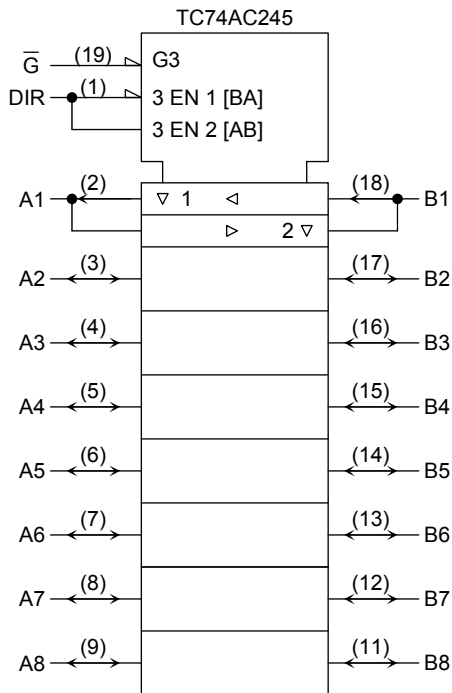 TC74AC245
G̅ (19) G3
DIR (1) 3 EN 1 [BA]
3 EN 2 [AB]
A1 (2) ▽ 1 ◁ (18) B1
▷ 2 ▽
A2 (3) (17) B2
A3 (4) (16) B3
A4 (5) (15) B4
A5 (6) (14) B5
A6 (7) (13) B6
A7 (8) (12) B7
A8 (9) (11) B8